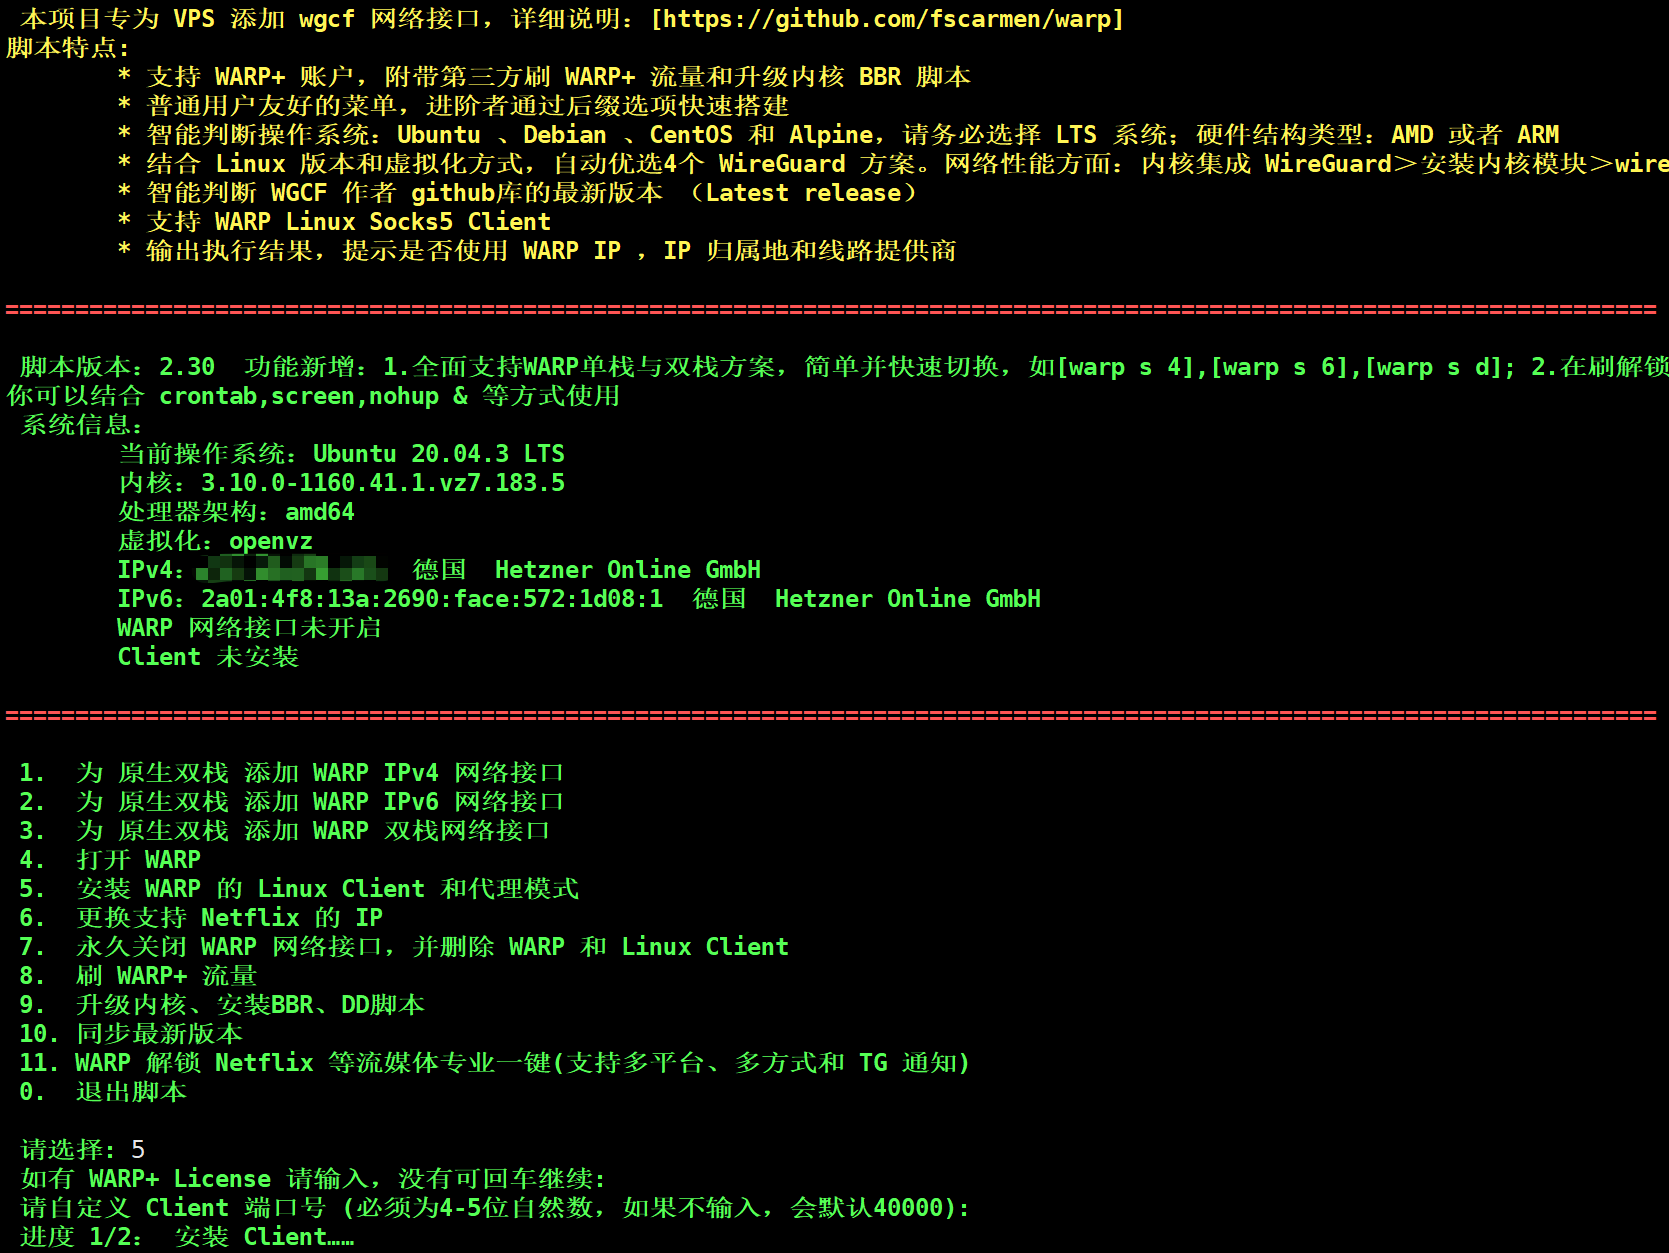 本项目专为 VPS 添加 wgcf 网络接口，详细说明：[https://github.com/fscarmen/warp]
脚本特点:
* 支持 WARP+ 账户，附带第三方刷 WARP+ 流量和升级内核 BBR 脚本
* 普通用户友好的菜单，进阶者通过后缀选项快速搭建
* 智能判断操作系统：Ubuntu 、Debian 、CentOS 和 Alpine，请务必选择 LTS 系统；硬件结构类型：AMD 或者 ARM
* 结合 Linux 版本和虚拟化方式，自动优选4个 WireGuard 方案。网络性能方面：内核集成 WireGuard＞安装内核模块＞wire
* 智能判断 WGCF 作者 github库的最新版本 （Latest release）
* 支持 WARP Linux Socks5 Client
* 输出执行结果，提示是否使用 WARP IP ，IP 归属地和线路提供商
======================================================================================================================
脚本版本：2.30  功能新增：1.全面支持WARP单栈与双栈方案，简单并快速切换，如[warp s 4],[warp s 6],[warp s d]; 2.在刷解锁
你可以结合 crontab,screen,nohup & 等方式使用
系统信息：
当前操作系统：Ubuntu 20.04.3 LTS
内核：3.10.0-1160.41.1.vz7.183.5
处理器架构：amd64
虚拟化：openvz
IPv4： 德国  Hetzner Online GmbH
IPv6：2a01:4f8:13a:2690:face:572:1d08:1  德国  Hetzner Online GmbH
WARP 网络接口未开启
Client 未安装
======================================================================================================================
1.  为 原生双栈 添加 WARP IPv4 网络接口
2.  为 原生双栈 添加 WARP IPv6 网络接口
3.  为 原生双栈 添加 WARP 双栈网络接口
4.  打开 WARP
5.  安装 WARP 的 Linux Client 和代理模式
6.  更换支持 Netflix 的 IP
7.  永久关闭 WARP 网络接口，并删除 WARP 和 Linux Client
8.  刷 WARP+ 流量
9.  升级内核、安装BBR、DD脚本
10. 同步最新版本
11. WARP 解锁 Netflix 等流媒体专业一键(支持多平台、多方式和 TG 通知)
0.  退出脚本
请选择: 5
如有 WARP+ License 请输入，没有可回车继续:
请自定义 Client 端口号 (必须为4-5位自然数，如果不输入，会默认40000):
进度 1/2： 安装 Client……